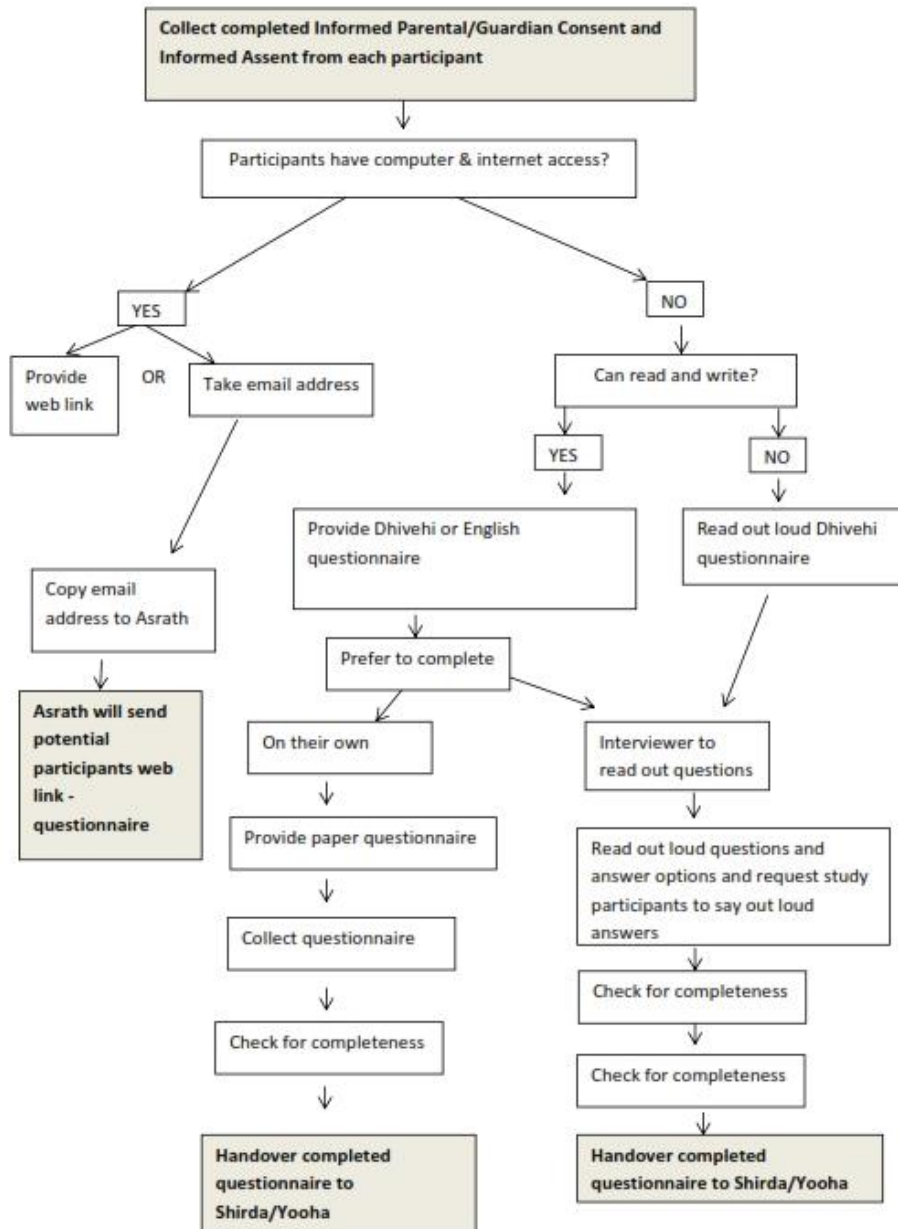 Collect completed Informed Parental/Guardian Consent and
Informed Assent from each participant
Participants have computer & internet access?
YES
NO
Provide
web link
OR
Take email address
Can read and write?
YES
NO
Provide Dhivehi or English
questionnaire
Read out loud Dhivehi
questionnaire
Copy email
address to Asrath
Prefer to complete
Asrath will send
potential
participants web
link -
questionnaire
On their own
Interviewer to
read out questions
Provide paper questionnaire
Read out loud questions and
answer options and request study
participants to say out loud
answers
Collect questionnaire
Check for completeness
Check for completeness
Check for completeness
Handover completed
questionnaire to
Shirda/Yooha
Handover completed
questionnaire to Shirda/Yooha